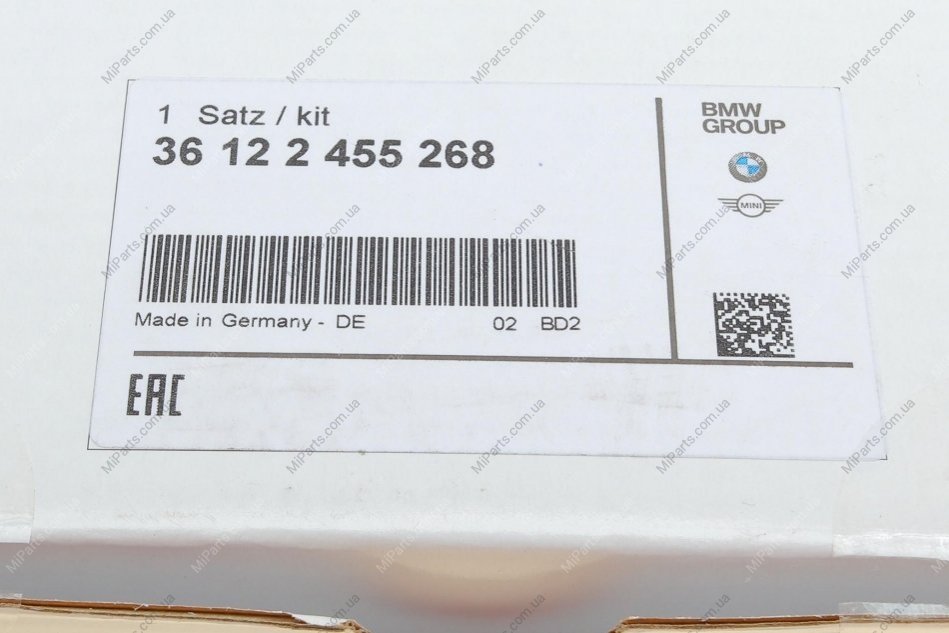 1 Satz / kit
36 12 2 455 268
BMW
GROUP
MINI
Made in Germany - DE 02 BD2
EAC
MiParts.com.ua